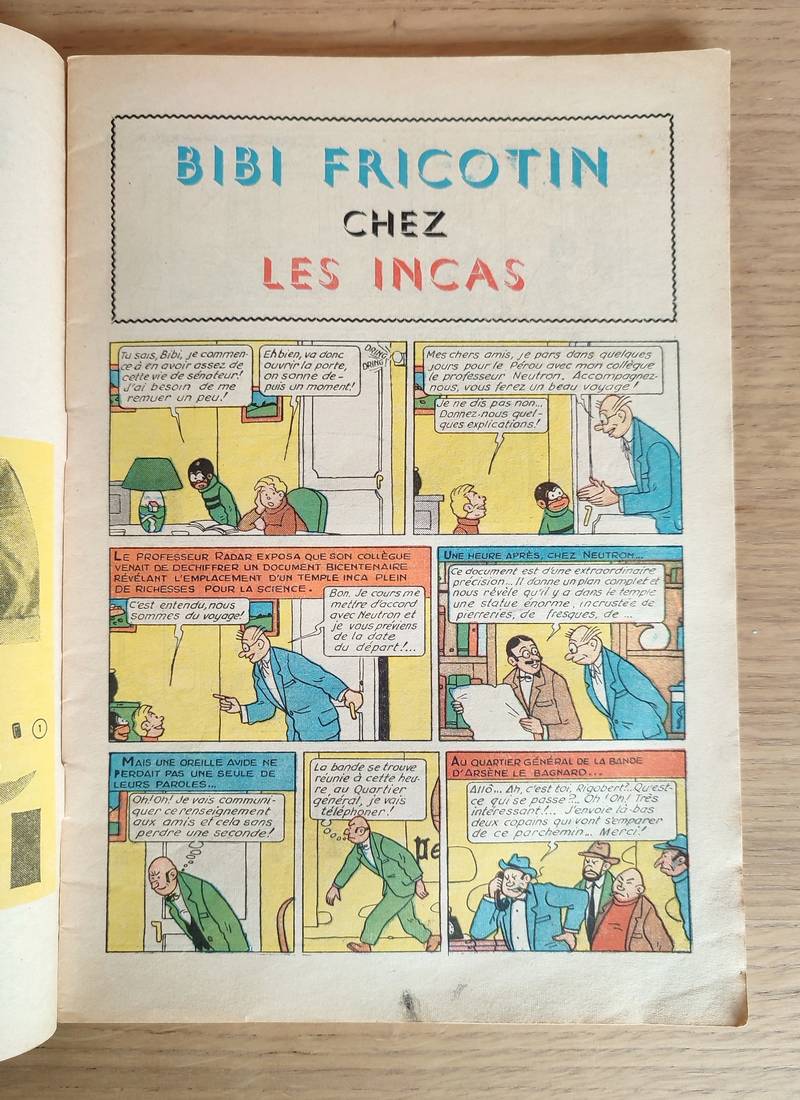 BIBI FRICOTIN
CHEZ
LES INCAS
Tu sais, Bibi, je commen-
ce à en avoir assez de
cette vie de sénateur!
J'ai besoin de me
remuer un peu!
Eh bien, va donc
ouvrir la porte,
on sonne de-
puis un moment!
DRING
DRING!
Mes chers amis, je pars dans quelques
jours pour le Pérou avec mon collègue
le professeur Neutron. Accompagnez-
nous, vous ferez un beau voyage!
Je ne dis pas non...
Donnez-nous quel-
ques explications!
LE PROFESSEUR RADAR EXPOSA QUE SON COLLÈGUE
VENAIT DE DECHIFFRER UN DOCUMENT BICENTENAIRE
RÉVÉLANT L'EMPLACEMENT D'UN TEMPLE INCA PLEIN
DE RICHESSES POUR LA SCIENCE.
C'est entendu, nous
sommes du voyage!
Bon. Je cours me
mettre d'accord
avec Neutron et
je vous préviens
de la date
du départ!...
UNE HEURE APRÈS, CHEZ NEUTRON...
Ce document est d'une extraordinaire
précision... Il donne un plan complet et
nous révèle qu'il y a dans le temple
une statue énorme, incrustée de
pierreries, de fresques, de ...
MAIS UNE OREILLE AVIDE NE
PERDAIT PAS UNE SEULE DE
LEURS PAROLES...
Oh! Oh! Je vais communi-
quer ce renseignement
aux amis et cela sans
perdre une seconde!
La bande se trouve
réunie à cette heu-
re au Quartier
général, je vais
téléphoner!
AU QUARTIER GÉNÉRAL DE LA BANDE
D'ARSÈNE LE BAGNARD...
Allô... Ah, c'est toi, Rigobert?.. Qu'est-
ce qui se passe?.. Oh! Oh! Très
intéressant!... J'envoie là-bas
deux copains qui vont s'emparer
de ce parchemin... Merci!
1